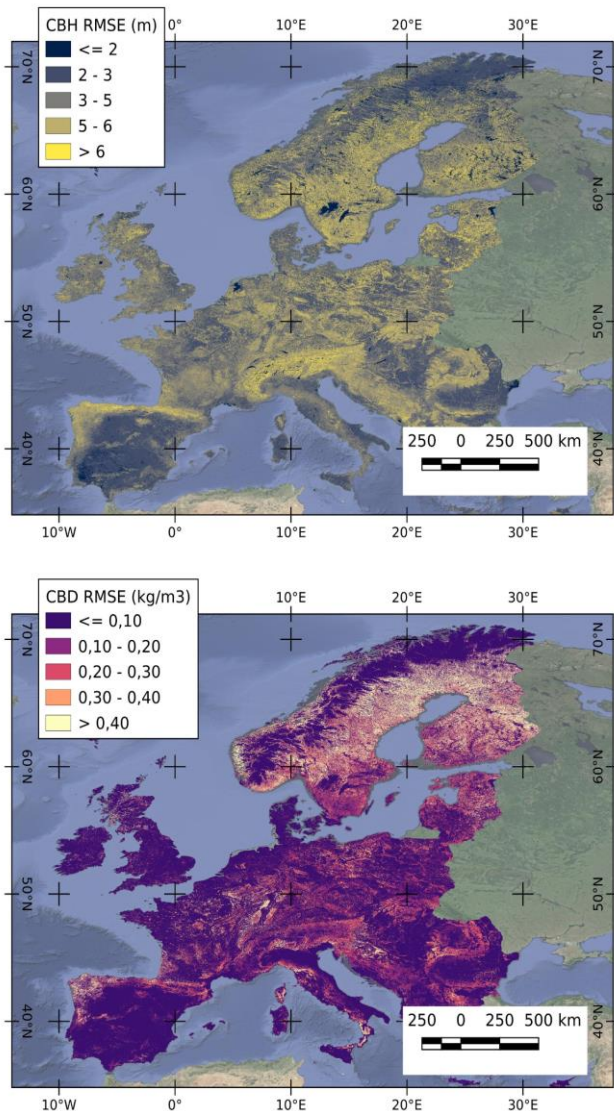 CBH RMSE (m)
<= 2
2 - 3
3 - 5
5 - 6
> 6
10°E
20°E
30°E
70°N
70°N
60°N
60°N
50°N
50°N
40°N
40°N
250 0 250 500 km
10°W
0°
10°E
20°E
30°E
CBD RMSE (kg/m3)
<= 0,10
0,10 - 0,20
0,20 - 0,30
0,30 - 0,40
> 0,40
10°E
20°E
30°E
70°N
70°N
60°N
60°N
50°N
50°N
40°N
40°N
250 0 250 500 km
10°W
0°
10°E
20°E
30°E